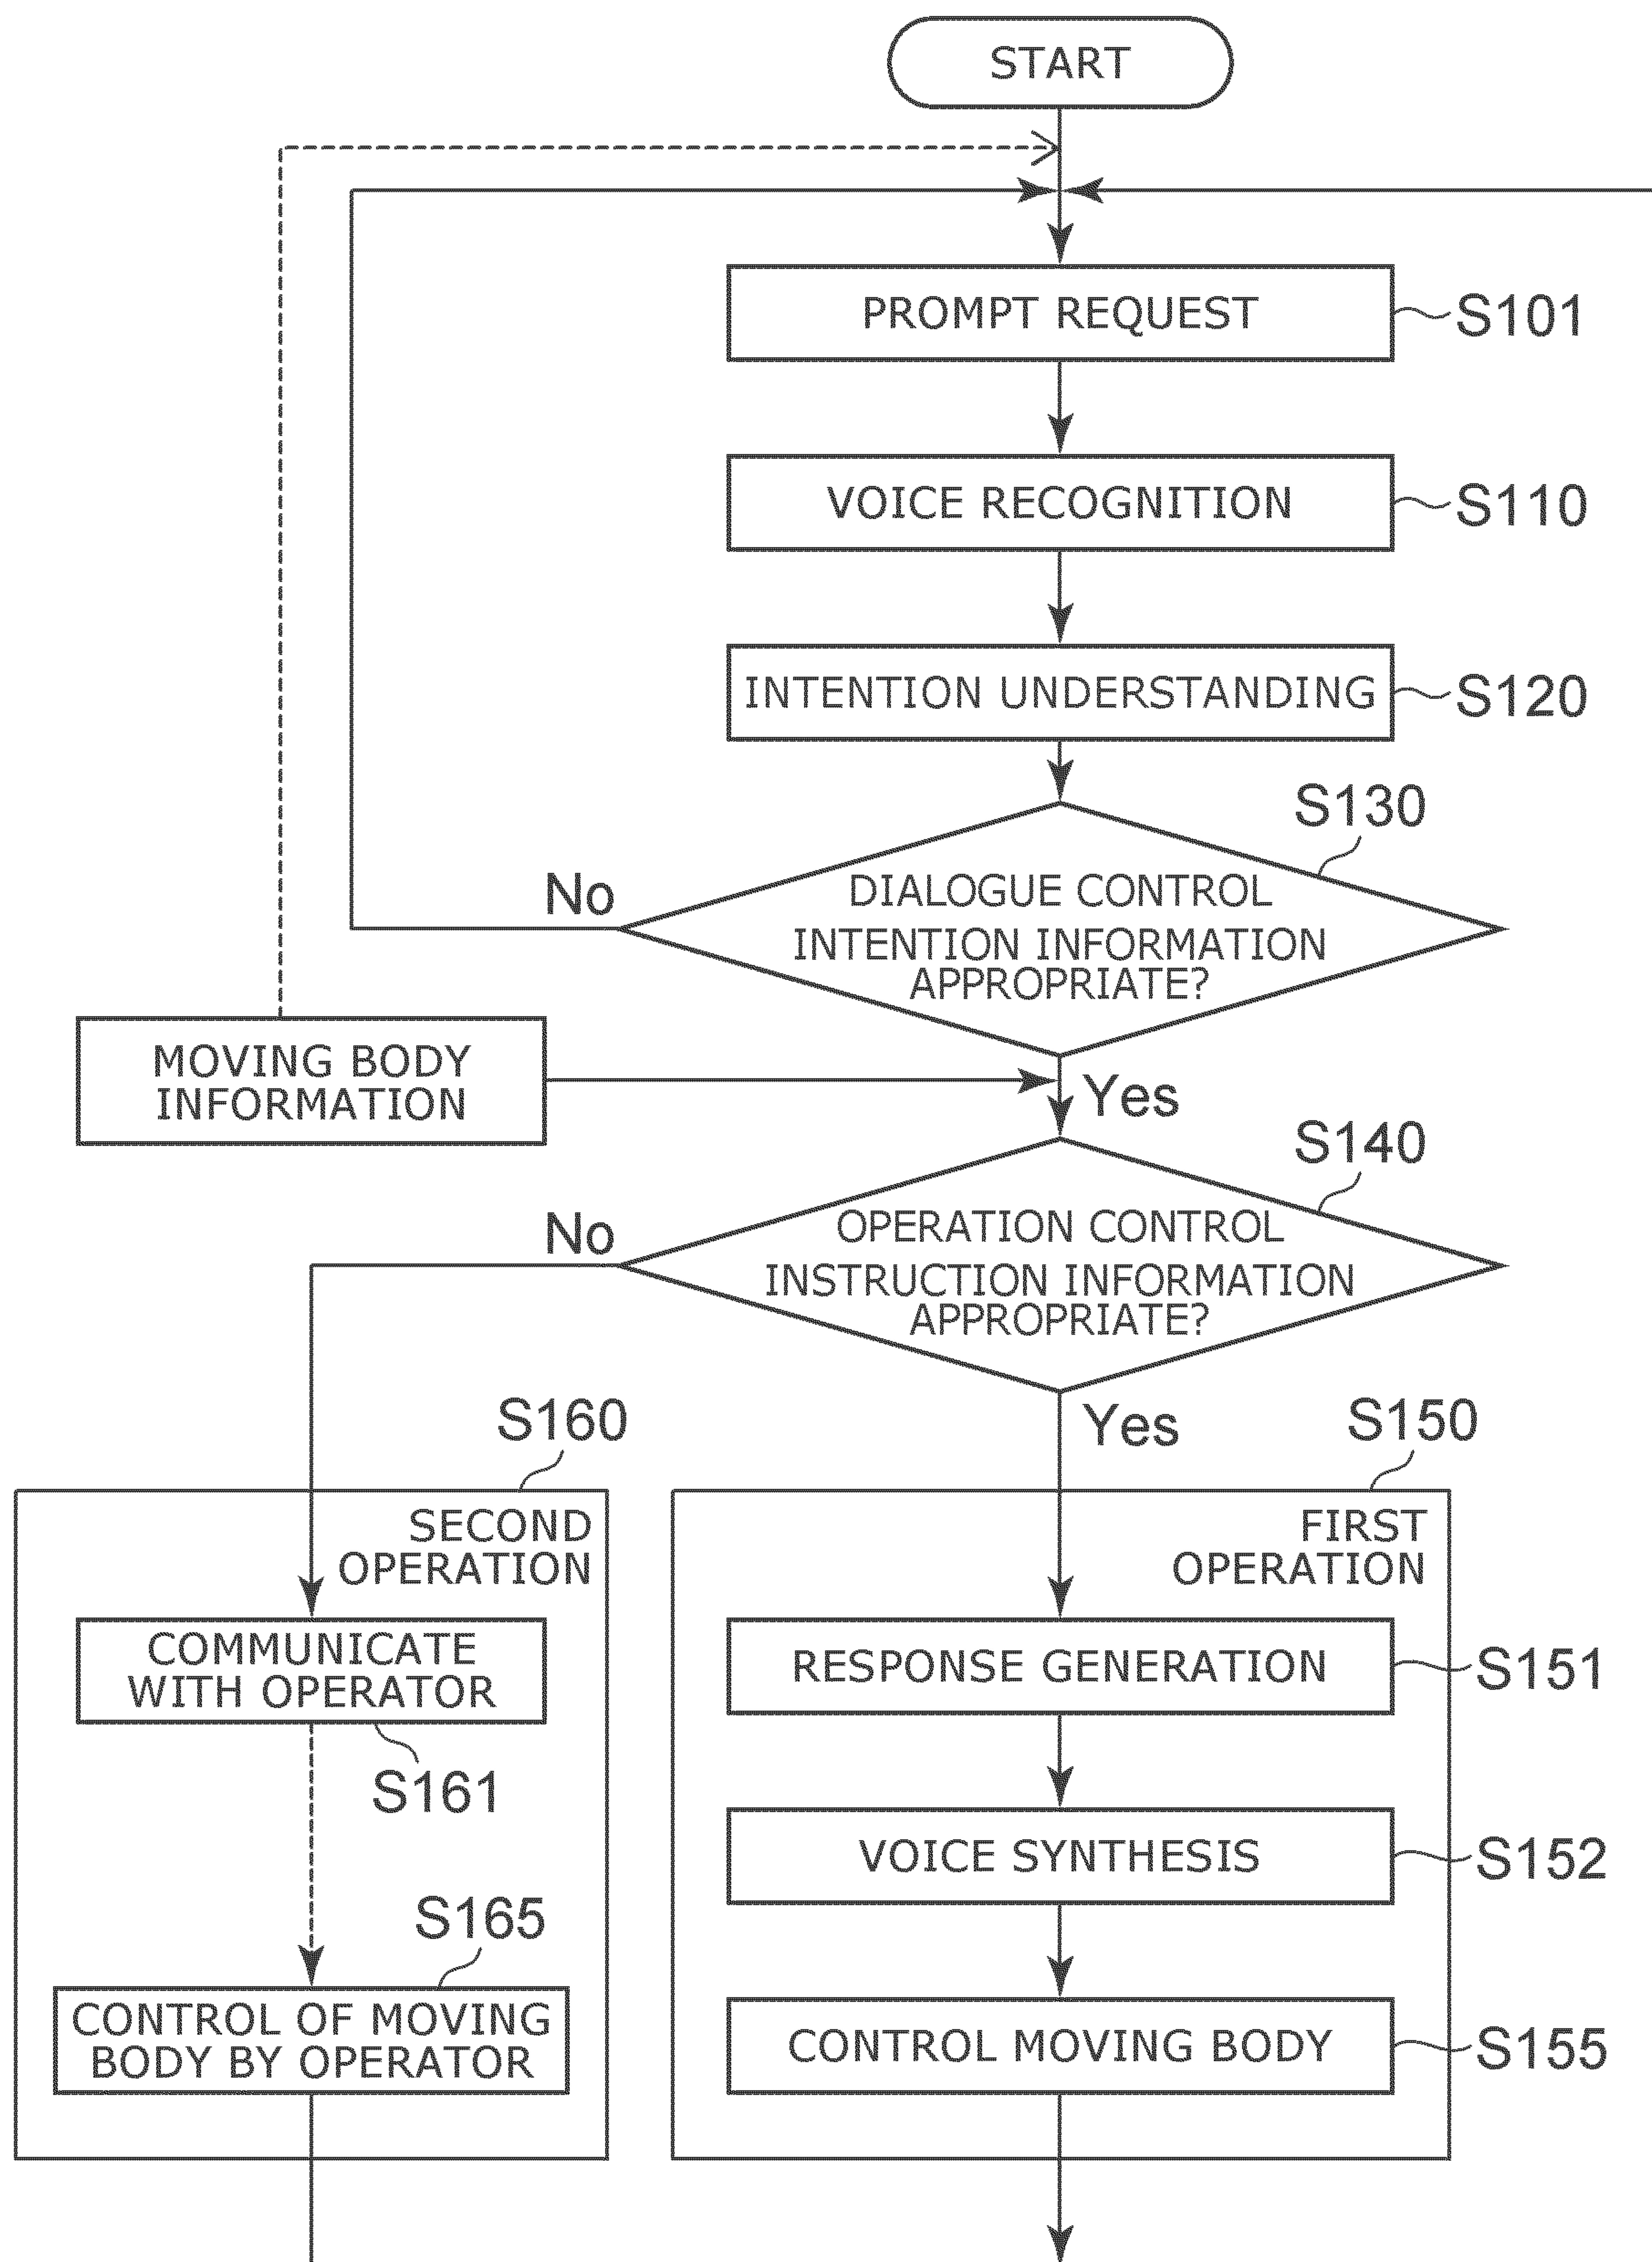 START
PROMPT REQUEST
S101
VOICE RECOGNITION
S110
INTENTION UNDERSTANDING
S120
S130
No
DIALOGUE CONTROL
INTENTION INFORMATION
APPROPRIATE?
MOVING BODY
INFORMATION
Yes
S140
No
OPERATION CONTROL
INSTRUCTION INFORMATION
APPROPRIATE?
Yes
S160
S150
SECOND
OPERATION
FIRST
OPERATION
COMMUNICATE
WITH OPERATOR
S161
RESPONSE GENERATION
S151
VOICE SYNTHESIS
S152
S165
CONTROL OF MOVING
BODY BY OPERATOR
CONTROL MOVING BODY
S155